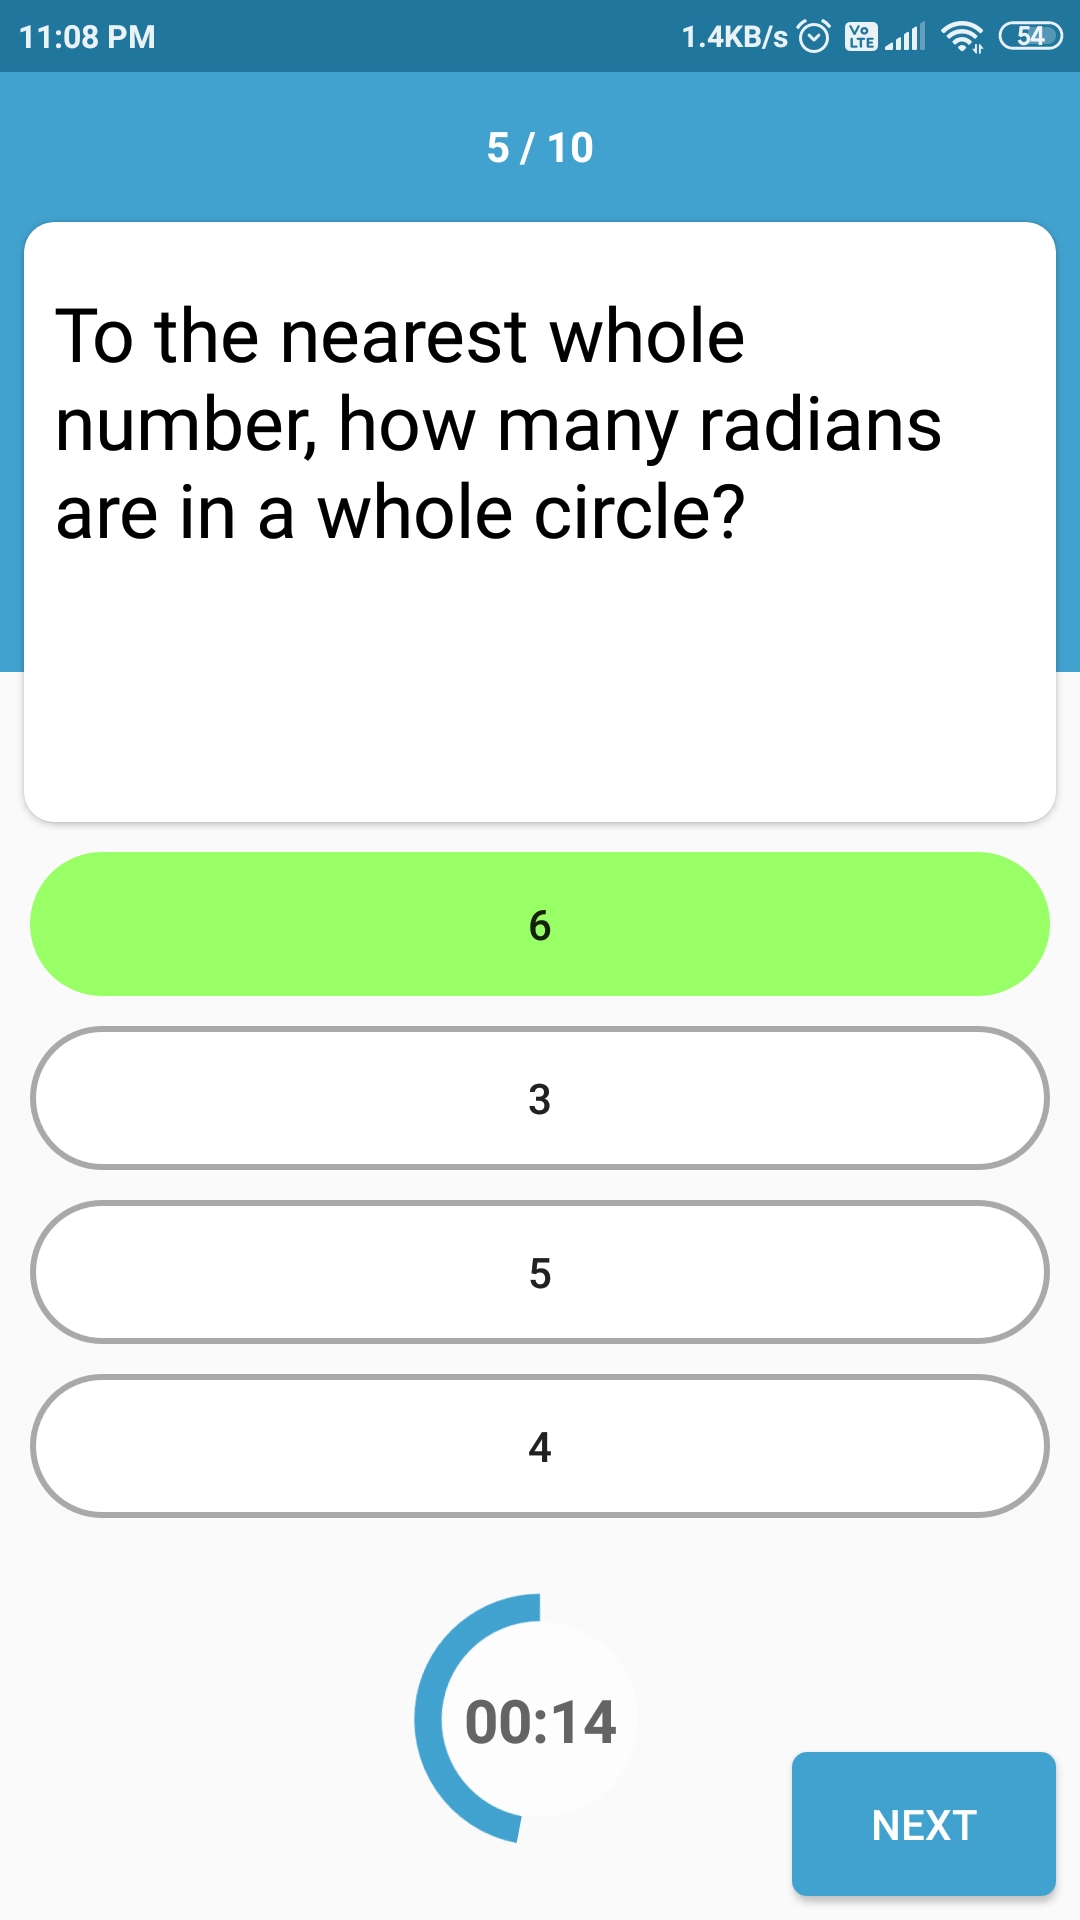 11:08 PM 1.4KB/s Vo LTE 54
5 / 10
To the nearest whole
number, how many radians
are in a whole circle?
6
3
5
4
00:14
NEXT